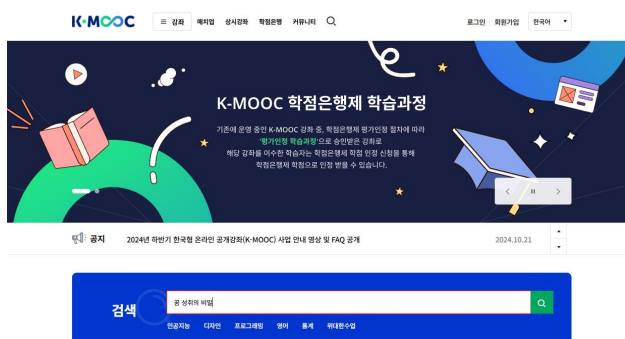 K-MOOC
강좌 매치업 상시강좌 학점은행 커뮤니티
로그인 회원가입 한국어
K-MOOC 학점은행제 학습과정
기존에 운영 중인 K-MOOC 강좌 중, 학점은행제 평가인정 절차에 따라
'평가인정 학습과정'으로 승인받은 강좌로
해당 강좌를 이수한 학습자는 학점은행제 학점 인정 신청을 통해
학점은행제 학점으로 인정 받을 수 있습니다.
공지 2024년 하반기 한국형 온라인 공개강좌(K-MOOC) 사업 안내 영상 및 FAQ 공개 2024.10.21
검색 꿈 성취의 비밀
인공지능 디자인 프로그래밍 영어 통계 위대한수업